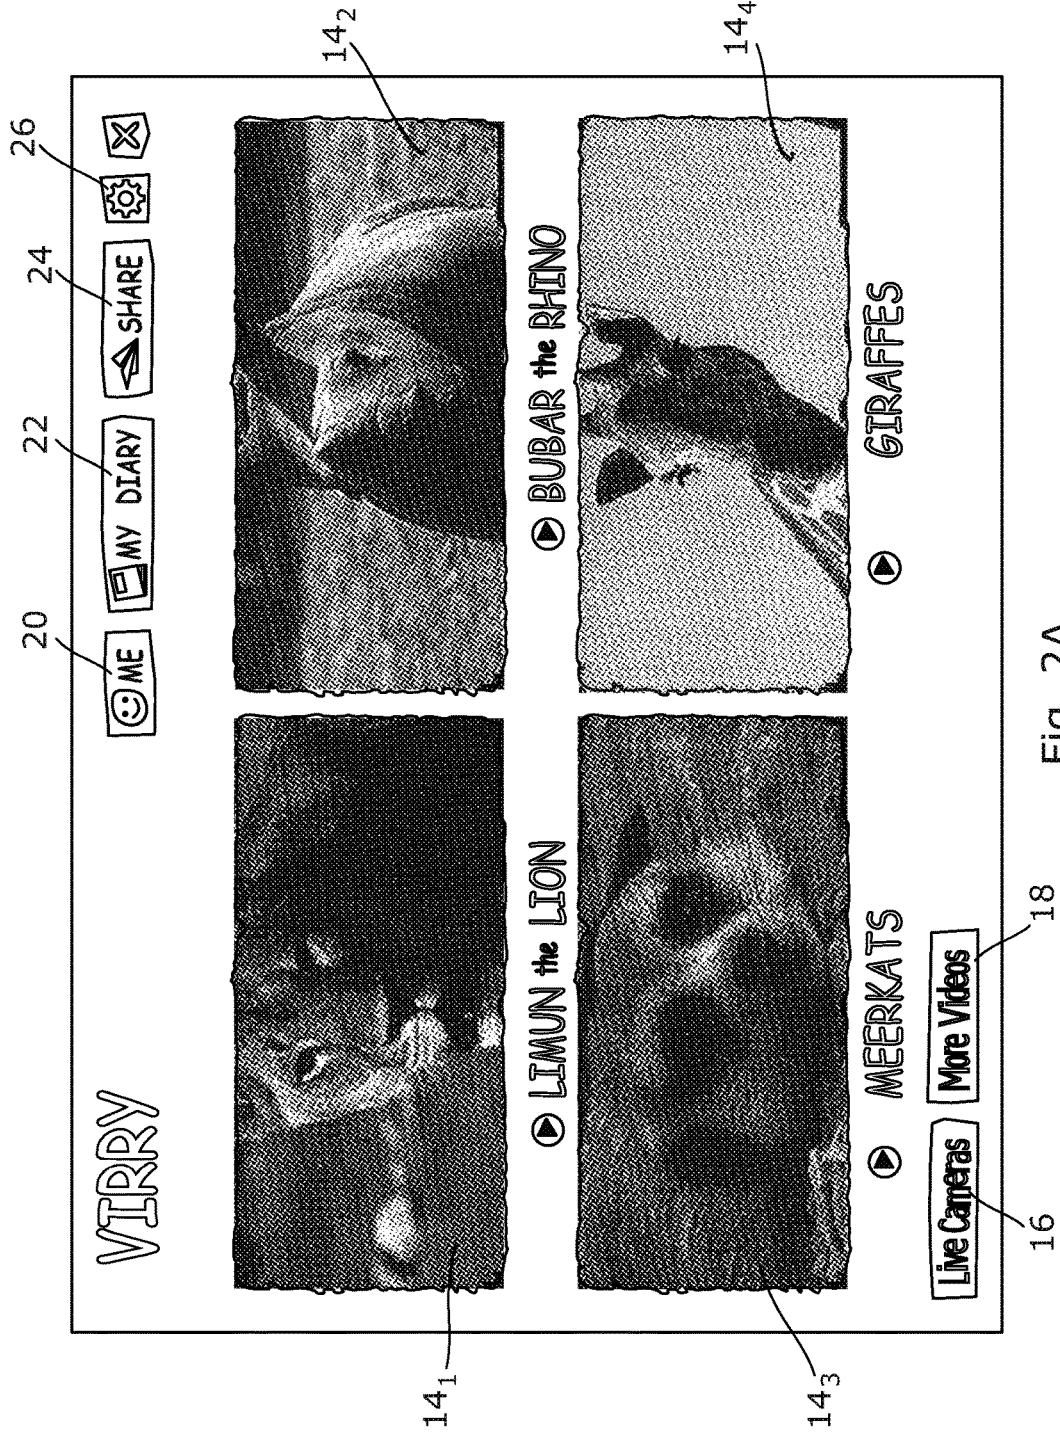 20 22 24 26
VIRRY ME MY DIARY SHARE
14₁ 14₂
LIMUN the LION BUBAR the RHINO
14₃ 14₄
MEERKATS GIRAFFES
Live Cameras More Videos
16 18
Fig. 2A